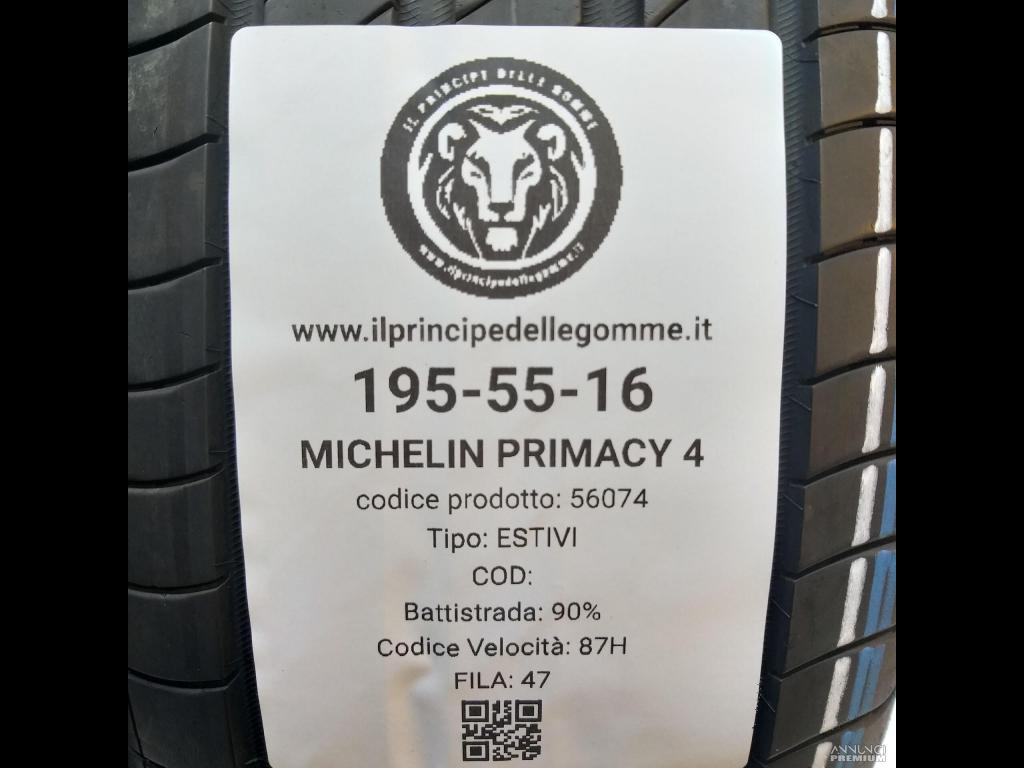 IL PRINCIPE DELLE GOMME
www.ilprincipedellegomme.it
www.ilprincipedellegomme.it
195-55-16
MICHELIN PRIMACY 4
codice prodotto: 56074
Tipo: ESTIVI
COD:
Battistrada: 90%
Codice Velocità: 87H
FILA: 47
ANNUNCI
PREMIUM